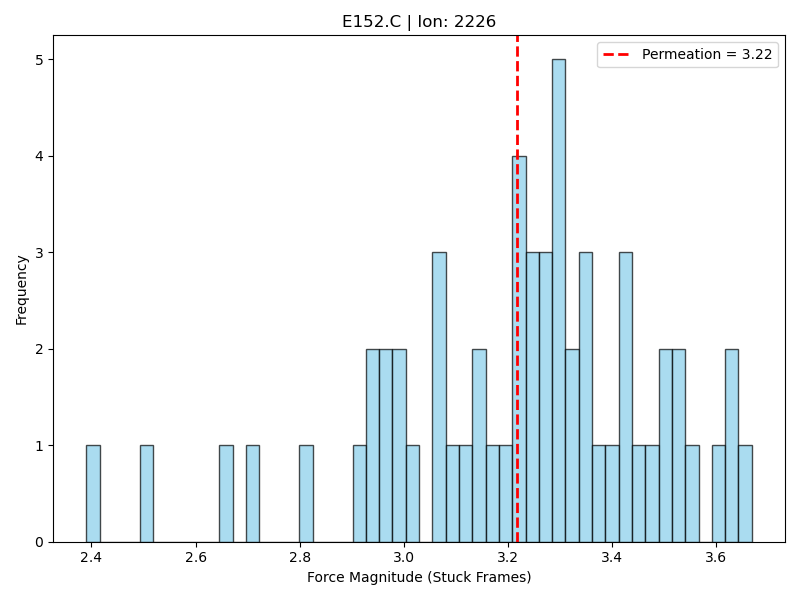 E152.C | Ion: 2226
Permeation = 3.22
Frequency
5
4
3
2
1
0
2.4 2.6 2.8 3.0 3.2 3.4 3.6
Force Magnitude (Stuck Frames)